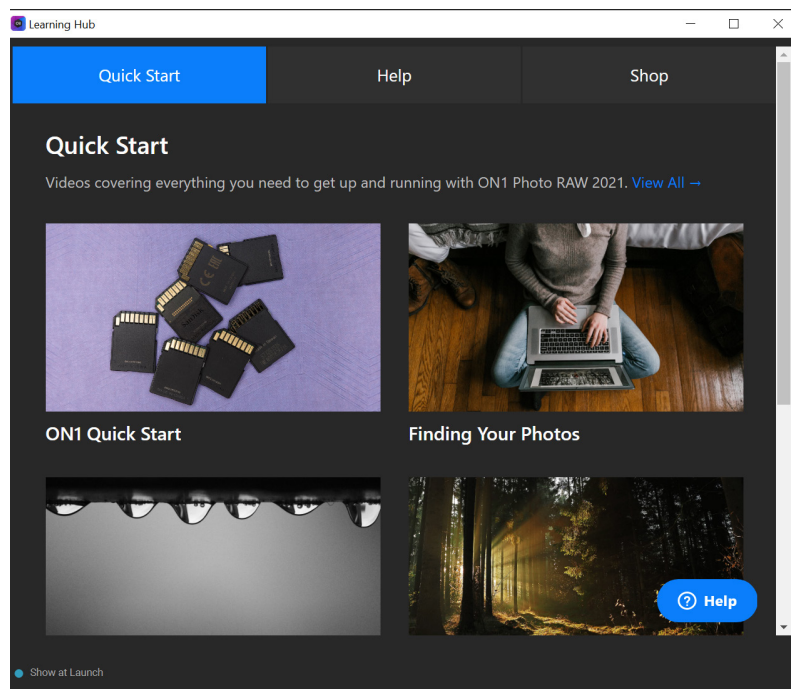 Learning Hub
Quick Start
Help
Shop
Quick Start
Videos covering everything you need to get up and running with ON1 Photo RAW 2021. View All →
ON1 Quick Start
Finding Your Photos
Help
Show at Launch